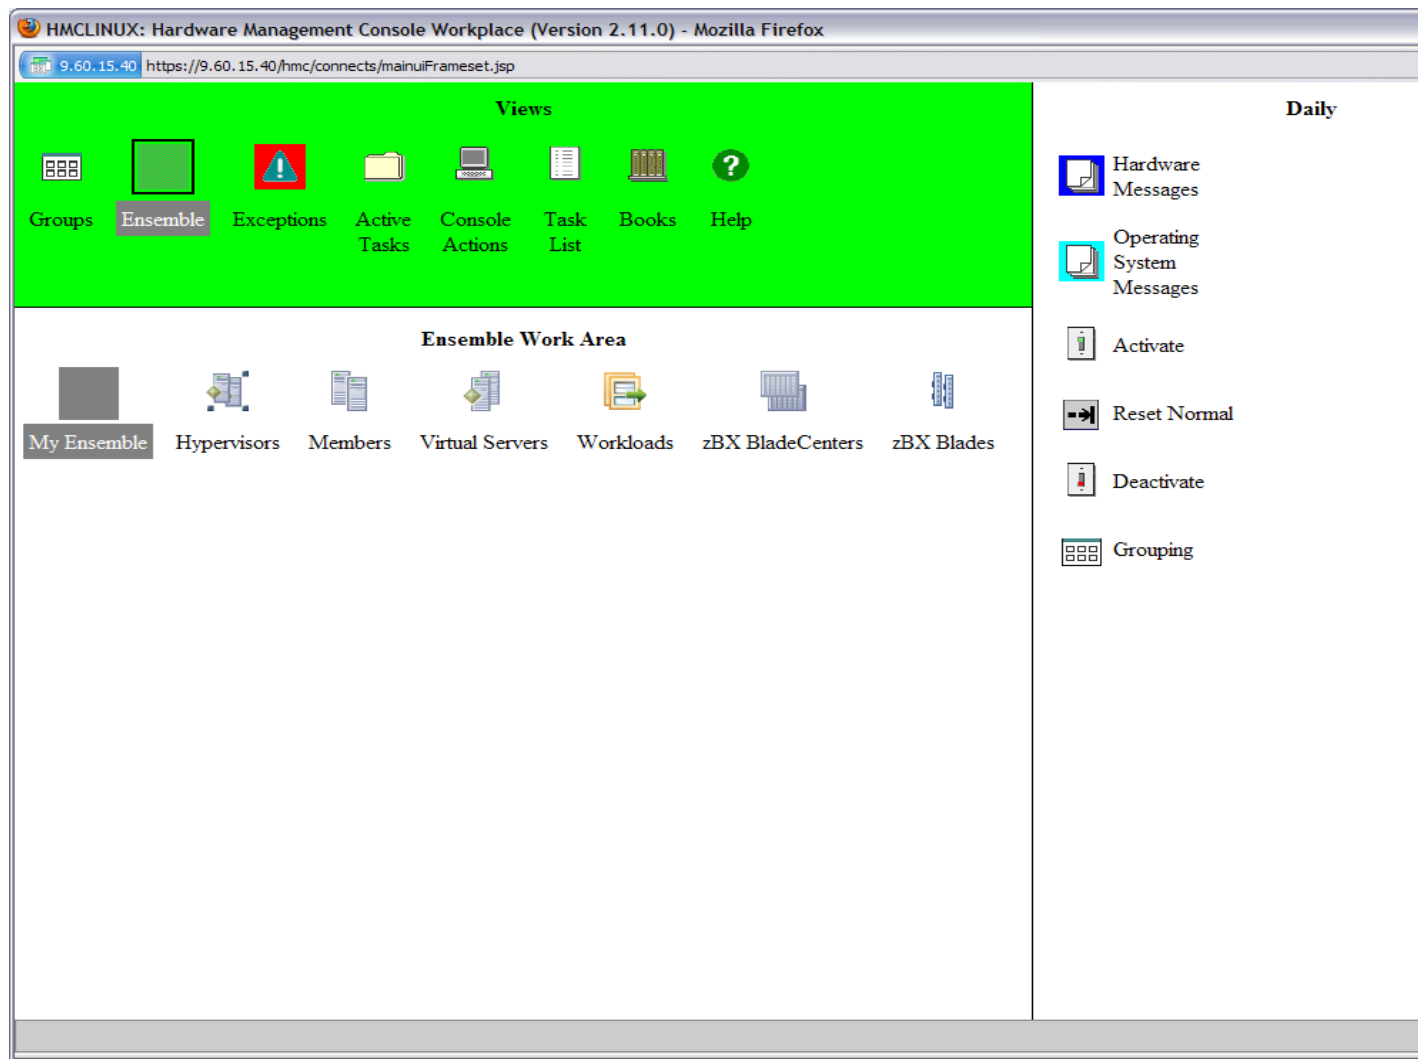 HMCLINUX: Hardware Management Console Workplace (Version 2.11.0) - Mozilla Firefox
9.60.15.40 https://9.60.15.40/hmc/connects/mainuiFrameset.jsp
Views
Groups
Ensemble
Exceptions
Active
Tasks
Console
Actions
Task
List
Books
Help
Ensemble Work Area
My Ensemble
Hypervisors
Members
Virtual Servers
Workloads
zBX BladeCenters
zBX Blades
Daily
Hardware
Messages
Operating
System
Messages
Activate
Reset Normal
Deactivate
Grouping